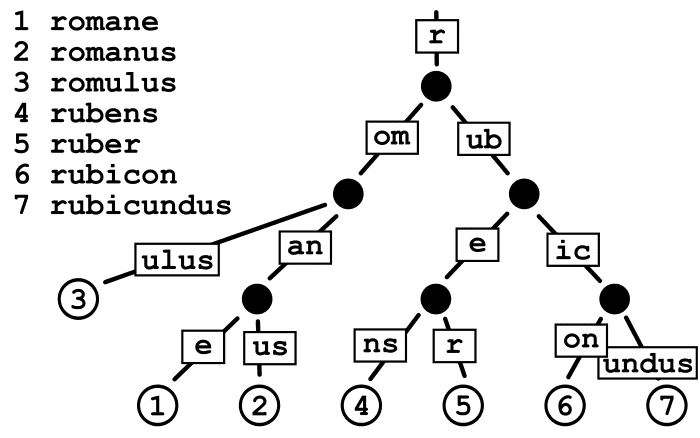 1 romane
2 romanus
3 romulus
4 rubens
5 ruber
6 rubicon
7 rubicundus
r
om
ub
ulus
an
e
ic
3
e
us
ns
r
on
undus
1
2
4
5
6
7